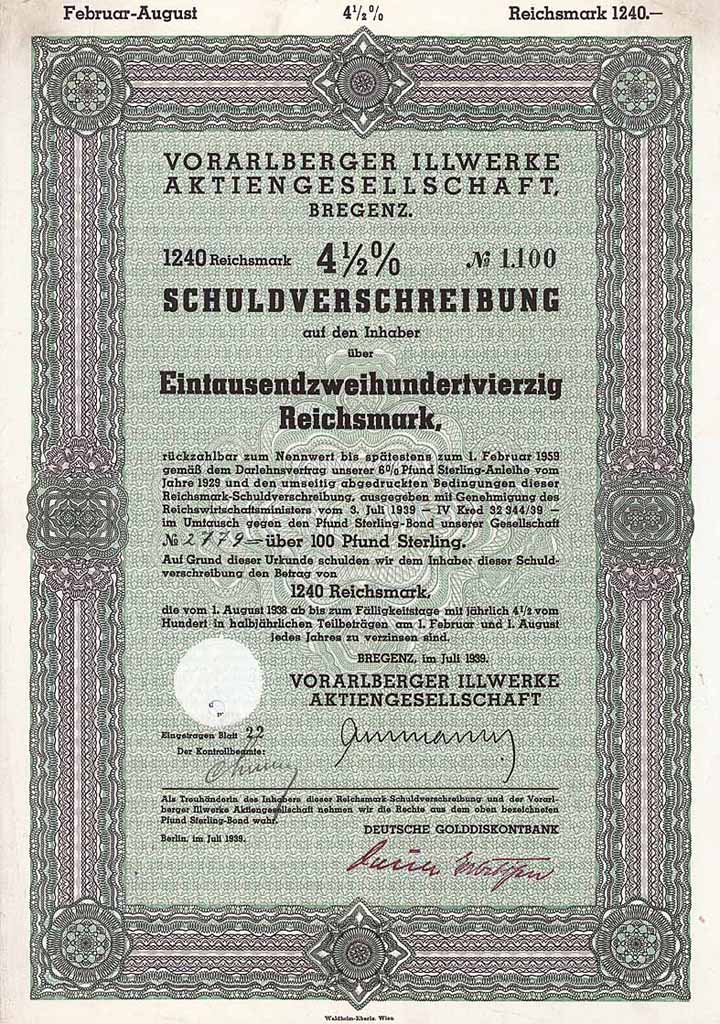 Februar-August 4½% Reichsmark 1240.—
VORARLBERGER ILLWERKE
AKTIENGESELLSCHAFT,
BREGENZ.
1240 Reichsmark 4½% № 1.100
SCHULDVERSCHREIBUNG
auf den Inhaber
über
Eintausendzweihundertvierzig
Reichsmark,
rückzahlbar zum Nennwert bis spätestens zum 1. Februar 1959
gemäß dem Darlehnsvertrag unserer 6% Pfund Sterling-Anleihe vom
Jahre 1929 und den umseitig abgedruckten Bedingungen dieser
Reichsmark-Schuldverschreibung, ausgegeben mit Genehmigung des
Reichswirtschaftsministers vom 3. Juli 1939 — IV Kred 32 344/39 —
im Umtausch gegen den Pfund Sterling-Bond unserer Gesellschaft
№ 2779 — über 100 Pfund Sterling.
Auf Grund dieser Urkunde schulden wir dem Inhaber dieser Schuld-
verschreibung den Betrag von
1240 Reichsmark,
die vom 1. August 1938 ab bis zum Fälligkeitstage mit jährlich 4½ vom
Hundert in halbjährlichen Teilbeträgen am 1. Februar und 1. August
jedes Jahres zu verzinsen sind.
BREGENZ, im Juli 1939.
VORARLBERGER ILLWERKE
AKTIENGESELLSCHAFT
Eingetragen Blatt 22
Der Kontrollbeamte:
Als Treuhänderin des Inhabers dieser Reichsmark-Schuldverschreibung und der Vorarl-
berger Illwerke Aktiengesellschaft nehmen wir die Rechte aus dem oben bezeichneten
Pfund Sterling-Bond wahr.
DEUTSCHE GOLDDISKONTBANK
Berlin, im Juli 1939.
Waldheim-Eberle, Wien